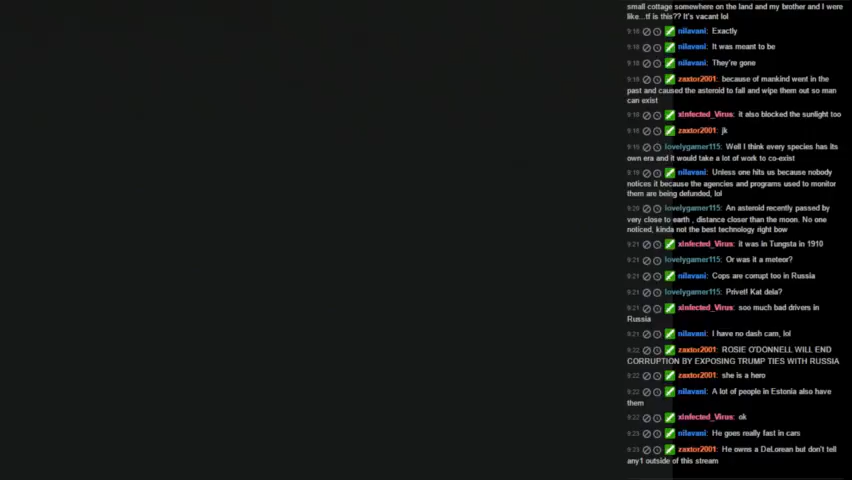 small cottage somewhere on the land and my brother and I were
like...tf is this?? It's vacant lol
9:18 nilavani: Exactly
9:18 nilavani: It was meant to be
9:18 nilavani: They're gone
9:19 zaxtor2001: because of mankind went in the
past and caused the asteroid to fall and wipe them out so man
can exist
9:18 xInfected_Virus: it also blocked the sunlight too
9:18 zaxtor2001: jk
9:19 lovelygamer115: Well I think every species has its
own era and it would take a lot of work to co-exist
9:19 nilavani: Unless one hits us because nobody
notices it because the agencies and programs used to monitor
them are being defunded, lol
9:20 lovelygamer115: An asteroid recently passed by
very close to earth , distance closer than the moon. No one
noticed, kinda not the best technology right bow
9:21 xInfected_Virus: it was in Tungsta in 1910
9:21 lovelygamer115: Or was it a meteor?
9:21 nilavani: Cops are corrupt too in Russia
9:21 lovelygamer115: Privet! Kat dela?
9:21 xInfected_Virus: soo much bad drivers in
Russia
9:21 nilavani: I have no dash cam, lol
9:22 zaxtor2001: ROSIE O'DONNELL WILL END
CORRUPTION BY EXPOSING TRUMP TIES WITH RUSSIA
9:22 zaxtor2001: she is a hero
9:22 nilavani: A lot of people in Estonia also have
them
9:22 xInfected_Virus: ok
9:23 nilavani: He goes really fast in cars
9:23 zaxtor2001: He owns a DeLorean but don't tell
any1 outside of this stream